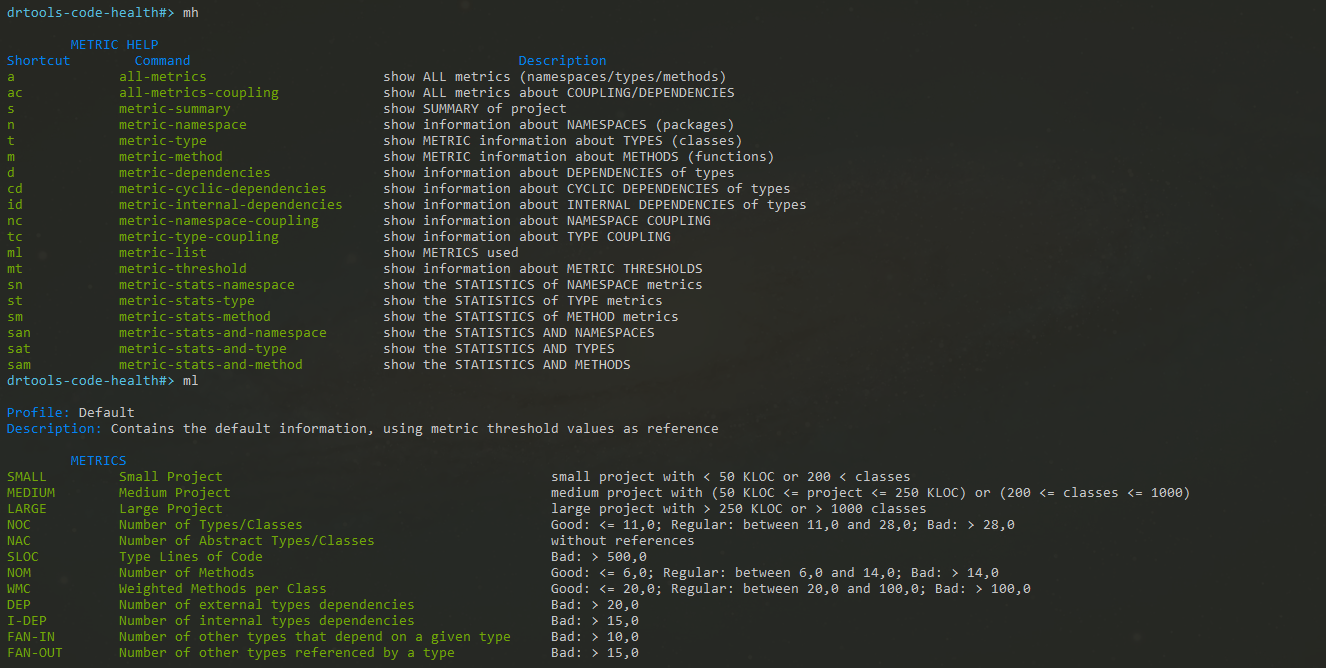 drtools-code-health#> mh
METRIC HELP
Shortcut Command Description
a all-metrics show ALL metrics (namespaces/types/methods)
ac all-metrics-coupling show ALL metrics about COUPLING/DEPENDENCIES
s metric-summary show SUMMARY of project
n metric-namespace show information about NAMESPACES (packages)
t metric-type show METRIC information about TYPES (classes)
m metric-method show METRIC information about METHODS (functions)
d metric-dependencies show information about DEPENDENCIES of types
cd metric-cyclic-dependencies show information about CYCLIC DEPENDENCIES of types
id metric-internal-dependencies show information about INTERNAL DEPENDENCIES of types
nc metric-namespace-coupling show information about NAMESPACE COUPLING
tc metric-type-coupling show information about TYPE COUPLING
ml metric-list show METRICS used
mt metric-threshold show information about METRIC THRESHOLDS
sn metric-stats-namespace show the STATISTICS of NAMESPACE metrics
st metric-stats-type show the STATISTICS of TYPE metrics
sm metric-stats-method show the STATISTICS of METHOD metrics
san metric-stats-and-namespace show the STATISTICS AND NAMESPACES
sat metric-stats-and-type show the STATISTICS AND TYPES
sam metric-stats-and-method show the STATISTICS AND METHODS
drtools-code-health#> ml
Profile: Default
Description: Contains the default information, using metric threshold values as reference
METRICS
SMALL Small Project small project with < 50 KLOC or 200 < classes
MEDIUM Medium Project medium project with (50 KLOC <= project <= 250 KLOC) or (200 <= classes <= 1000)
LARGE Large Project large project with > 250 KLOC or > 1000 classes
NOC Number of Types/Classes Good: <= 11,0; Regular: between 11,0 and 28,0; Bad: > 28,0
NAC Number of Abstract Types/Classes without references
SLOC Type Lines of Code Bad: > 500,0
NOM Number of Methods Good: <= 6,0; Regular: between 6,0 and 14,0; Bad: > 14,0
WMC Weighted Methods per Class Good: <= 20,0; Regular: between 20,0 and 100,0; Bad: > 100,0
DEP Number of external types dependencies Bad: > 20,0
I-DEP Number of internal types dependencies Bad: > 15,0
FAN-IN Number of other types that depend on a given type Bad: > 10,0
FAN-OUT Number of other types referenced by a type Bad: > 15,0